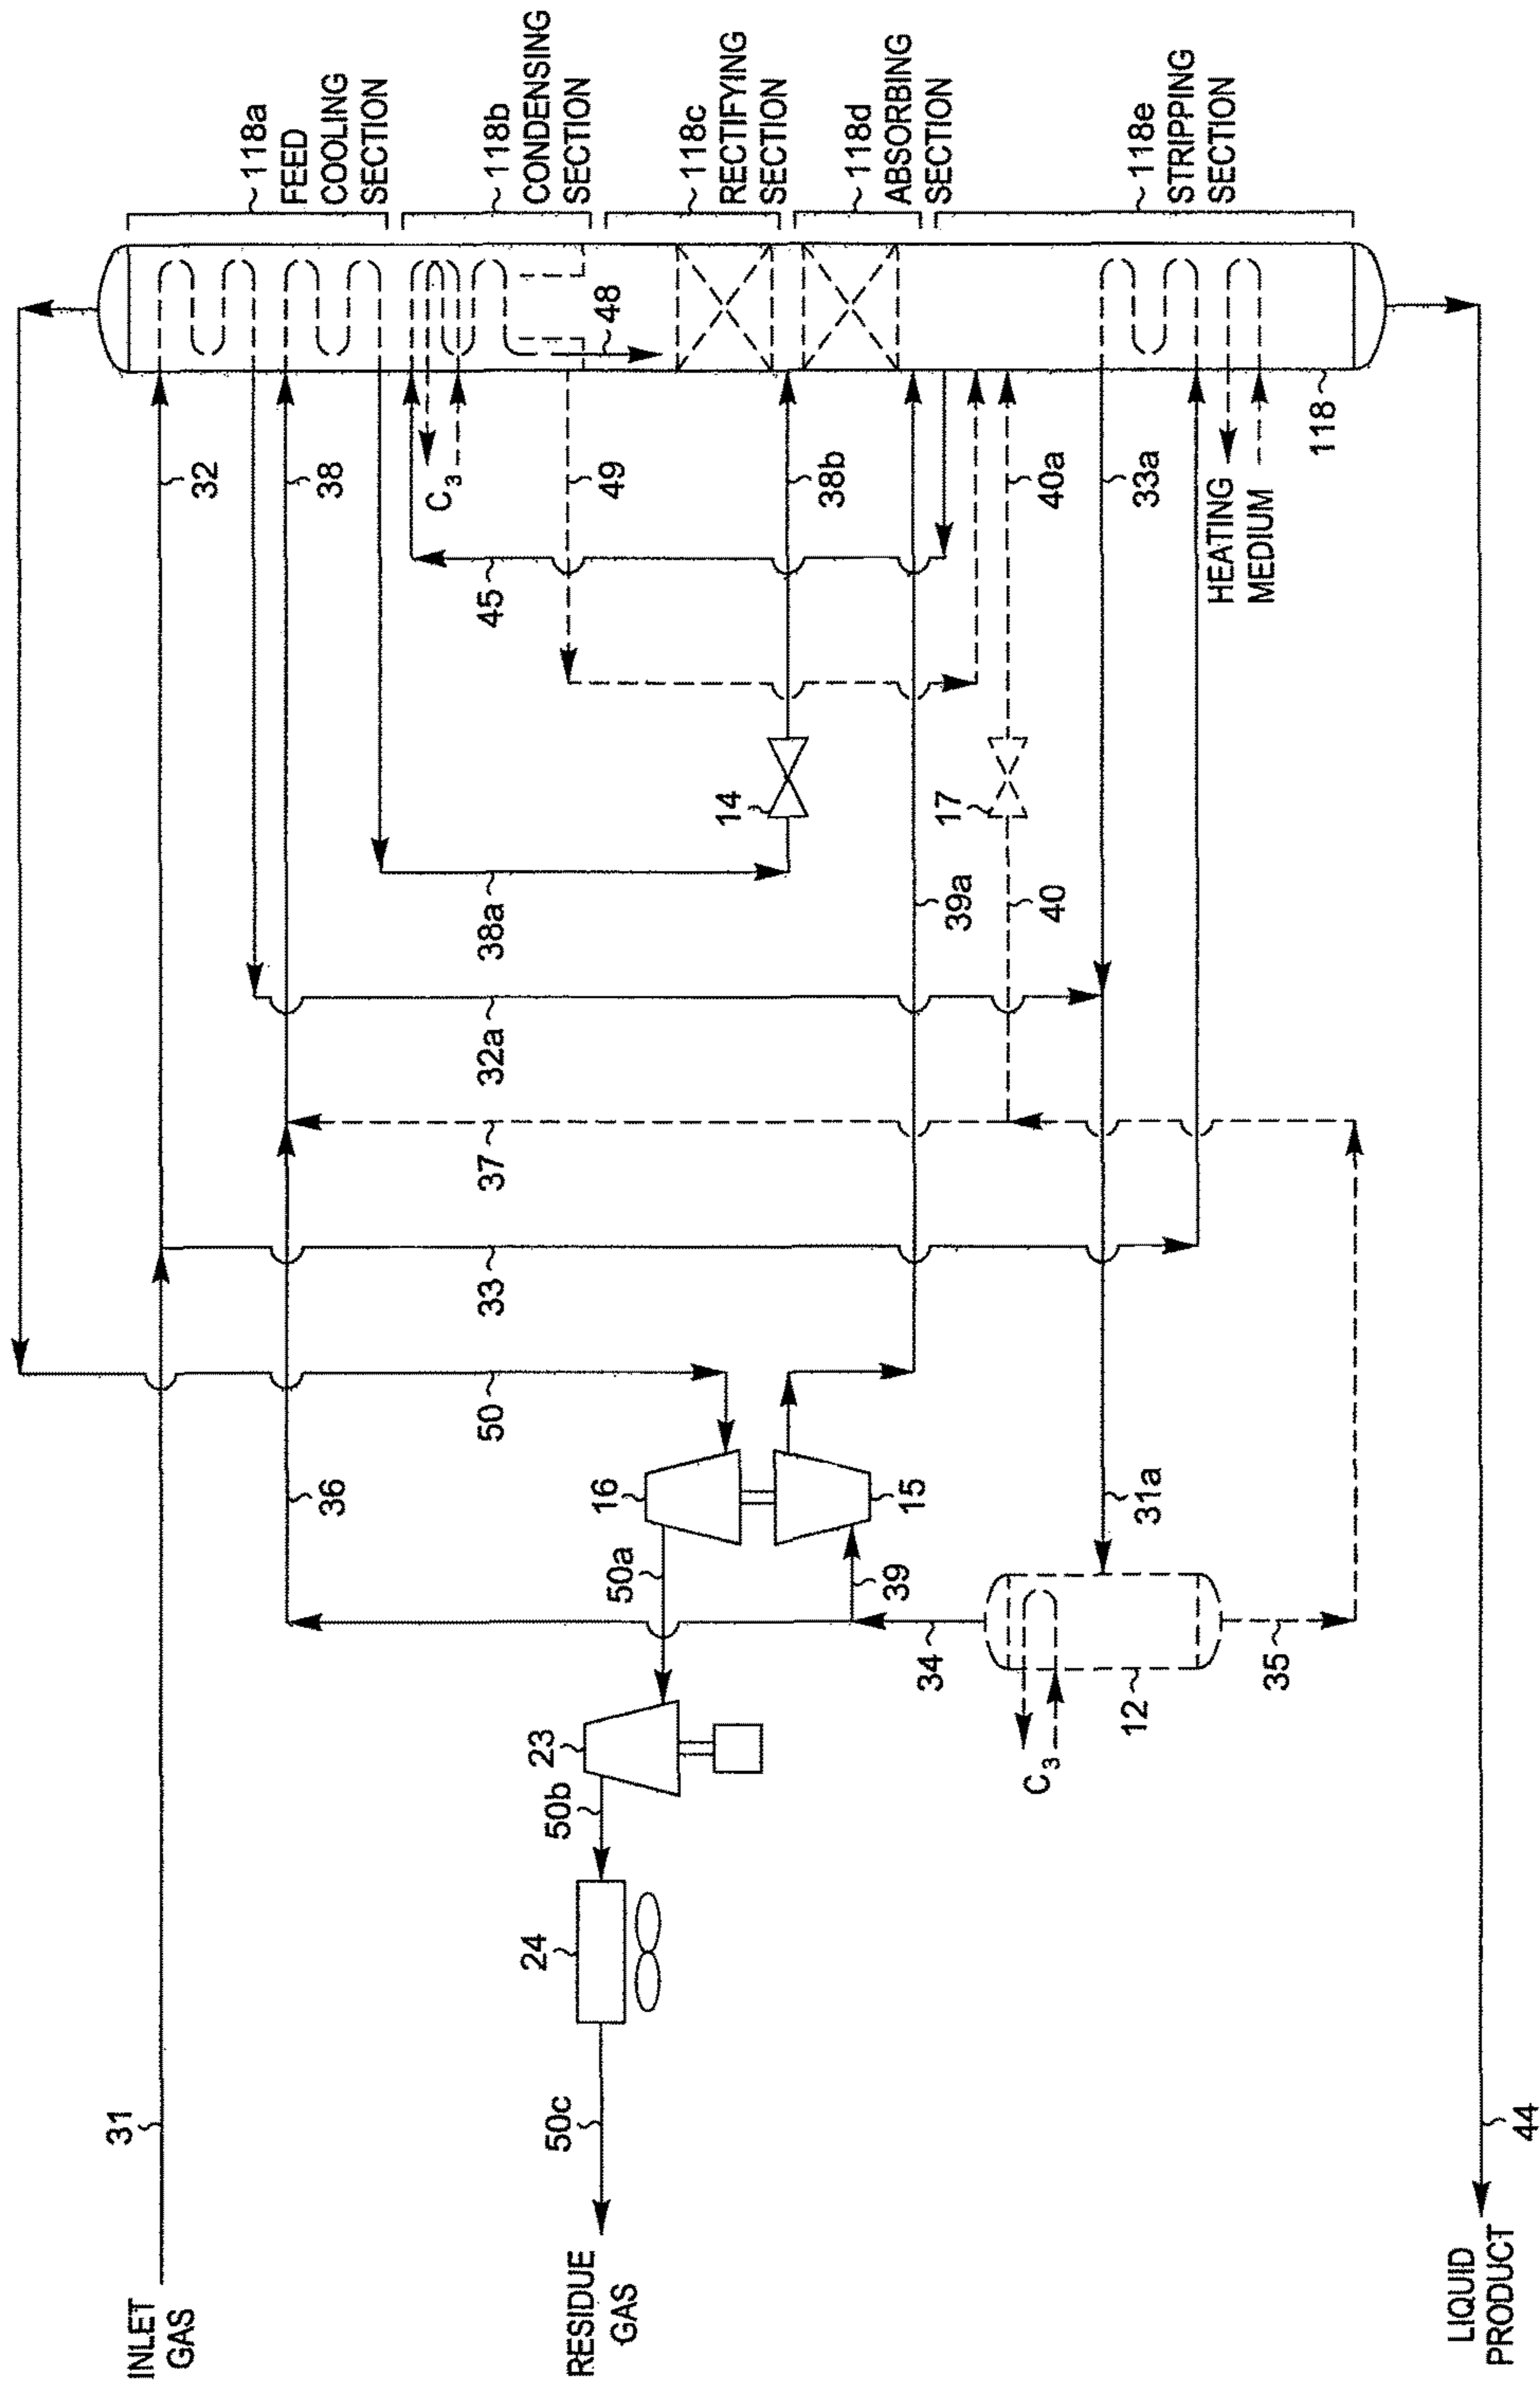 INLET
GAS
31
RESIDUE
GAS
50c
24
50b
23
50a
16
15
39
34
C3
12
35
31a
36
50
33
37
32a
38a
39a
40
14
17
45
49
38b
40a
33a
32
38
C3
48
HEATING
MEDIUM
118
118a
FEED
COOLING
SECTION
118b
CONDENSING
SECTION
118c
RECTIFYING
SECTION
118d
ABSORBING
SECTION
118e
STRIPPING
SECTION
44
LIQUID
PRODUCT